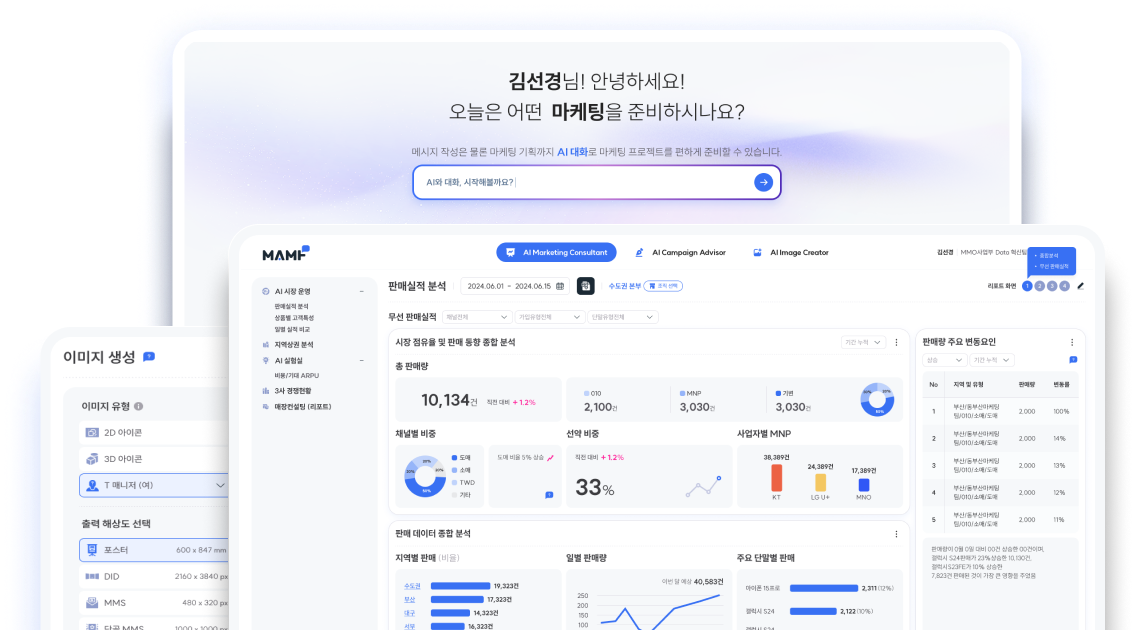 김선경님! 안녕하세요!
오늘은 어떤 마케팅을 준비하시나요?
메시지 작성은 물론 마케팅 기획까지 AI 대화로 마케팅 프로젝트를 편하게 준비할 수 있습니다.
AI와 대화, 시작해볼까요?
이미지 생성
이미지 유형
2D 아이콘
3D 아이콘
T 매니저 (여)
출력 해상도 선택
포스터 600 x 847 mm
DID 2160 x 3840 px
MMS 480 x 320 px
단골 MMS 1000 x 1000 px
MAMF
AI Marketing Consultant
AI Campaign Advisor
AI Image Creator
김선경 MMO사업부 Data 혁신팀
• 종합분석
• 무선 판매실적
AI 시장 운영
판매실적 분석
상품별 고객특성
일별 실적 비교
지역상권 분석
AI 실험실
비용/기대 ARPU
3사 경쟁현황
매장컨설팅 (리포트)
판매실적 분석
2024.06.01 ~ 2024.06.15
수도권 본부
조직 선택
리포트 화면 1 2 3 4
무선 판매실적 채널전체 가입유형전체 단말유형전체
시장 점유율 및 판매 동향 종합 분석
기간 누적
총 판매량
10,134건 직전 대비 + 1.2%
010
2,100건
MNP
3,030건
기변
3,030건
채널별 비중
도매
소매
TWD
기타
도매 비율 5% 상승
선약 비중
직전 대비 + 1.2%
33%
사업자별 MNP
38,389건
KT
24,389건
LG U+
17,389건
MNO
판매 데이터 종합 분석
지역별 판매 (비율)
수도권 19,323건
부산 17,323건
대구 14,323건
서부 16,323건
일별 판매량
이번 달 예상 40,583건
250
200
150
100
주요 단말별 판매
아이폰 15프로 2,311(12%)
갤럭시 S24 2,122(10%)
갤럭시 S24
판매량 주요 변동요인
상승 기간 누적
No 지역 및 유형 판매량 변동률
1 부산/동부산마케팅팀/010/소매/도매 2,000 100%
2 부산/동부산마케팅팀/010/소매/도매 2,000 14%
3 부산/동부산마케팅팀/010/소매/도매 2,000 13%
4 부산/동부산마케팅팀/010/소매/도매 2,000 12%
5 부산/동부산마케팅팀/010/소매/도매 2,000 11%
판매량이 0월 0일 대비 00건 상승한 00건이며,
갤럭시 S24판매가 23%상승한 10,130건,
갤럭시S23FE가 10% 상승한
7,823건 판매된 것이 가장 큰 영향을 주었음